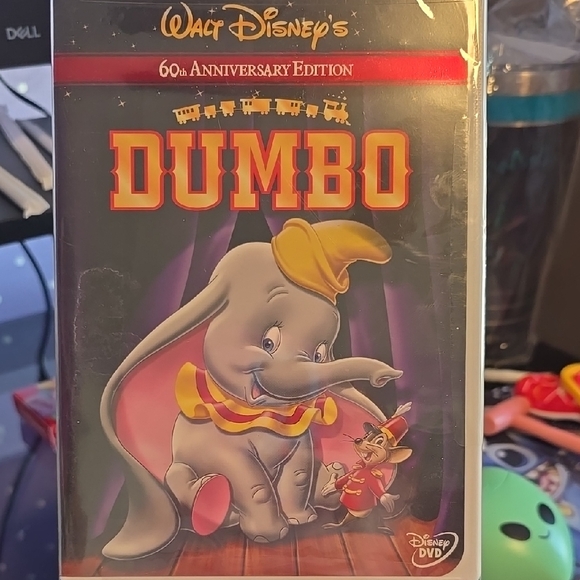 DELL
WALT DISNEY'S
60th ANNIVERSARY EDITION
DUMBO
DISNEY
DVD